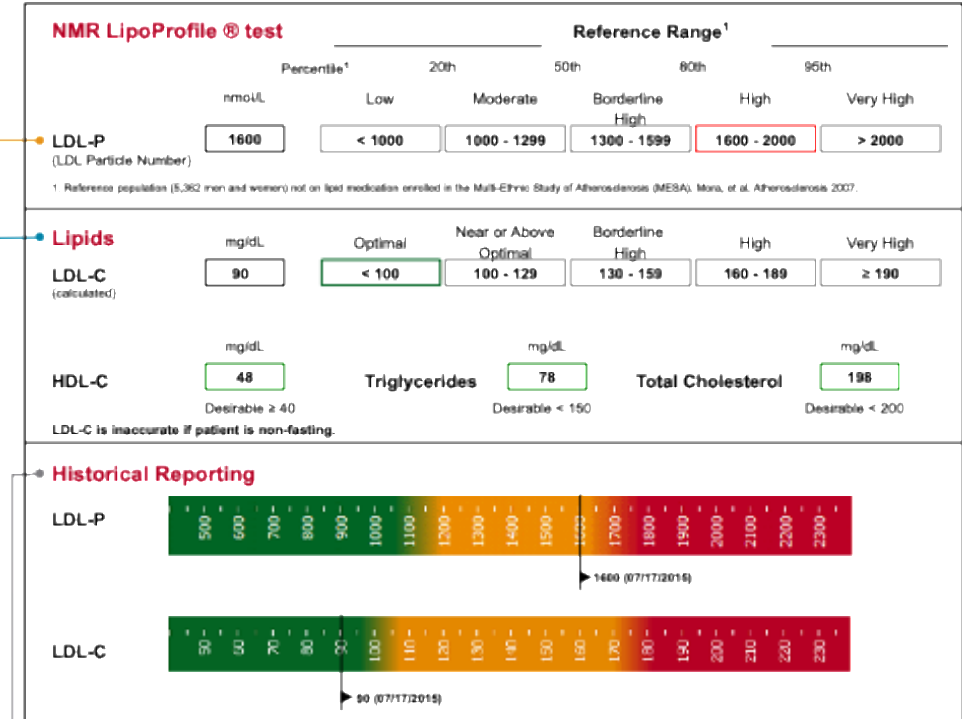 NMR LipoProfile ® test Reference Range¹
Percentile¹ 20th 50th 80th 95th
nmol/L Low Moderate Borderline High High Very High
LDL-P 1600 < 1000 1000 - 1299 1300 - 1599 1600 - 2000 > 2000
(LDL Particle Number)
1 Reference population (5,362 men and women) not on lipid medication enrolled in the Multi-Ethnic Study of Atherosclerosis (MESA). Mora, et al. Atherosclerosis 2007.
Lipids mg/dL Optimal Near or Above Optimal Borderline High High Very High
LDL-C 90 < 100 100 - 129 130 - 159 160 - 189 ≥ 190
(calculated)
mg/dL mg/dL mg/dL
HDL-C 48 Triglycerides 78 Total Cholesterol 198
Desirable ≥ 40 Desirable < 150 Desirable < 200
LDL-C is inaccurate if patient is non-fasting.
Historical Reporting
LDL-P 500 600 700 800 900 1000 1100 1200 1300 1400 1500 1600 1700 1800 1900 2000 2100 2200 2300
1600 (07/17/2015)
LDL-C 50 60 70 80 90 100 110 120 130 140 150 160 170 180 190 200 210 220 230
90 (07/17/2015)